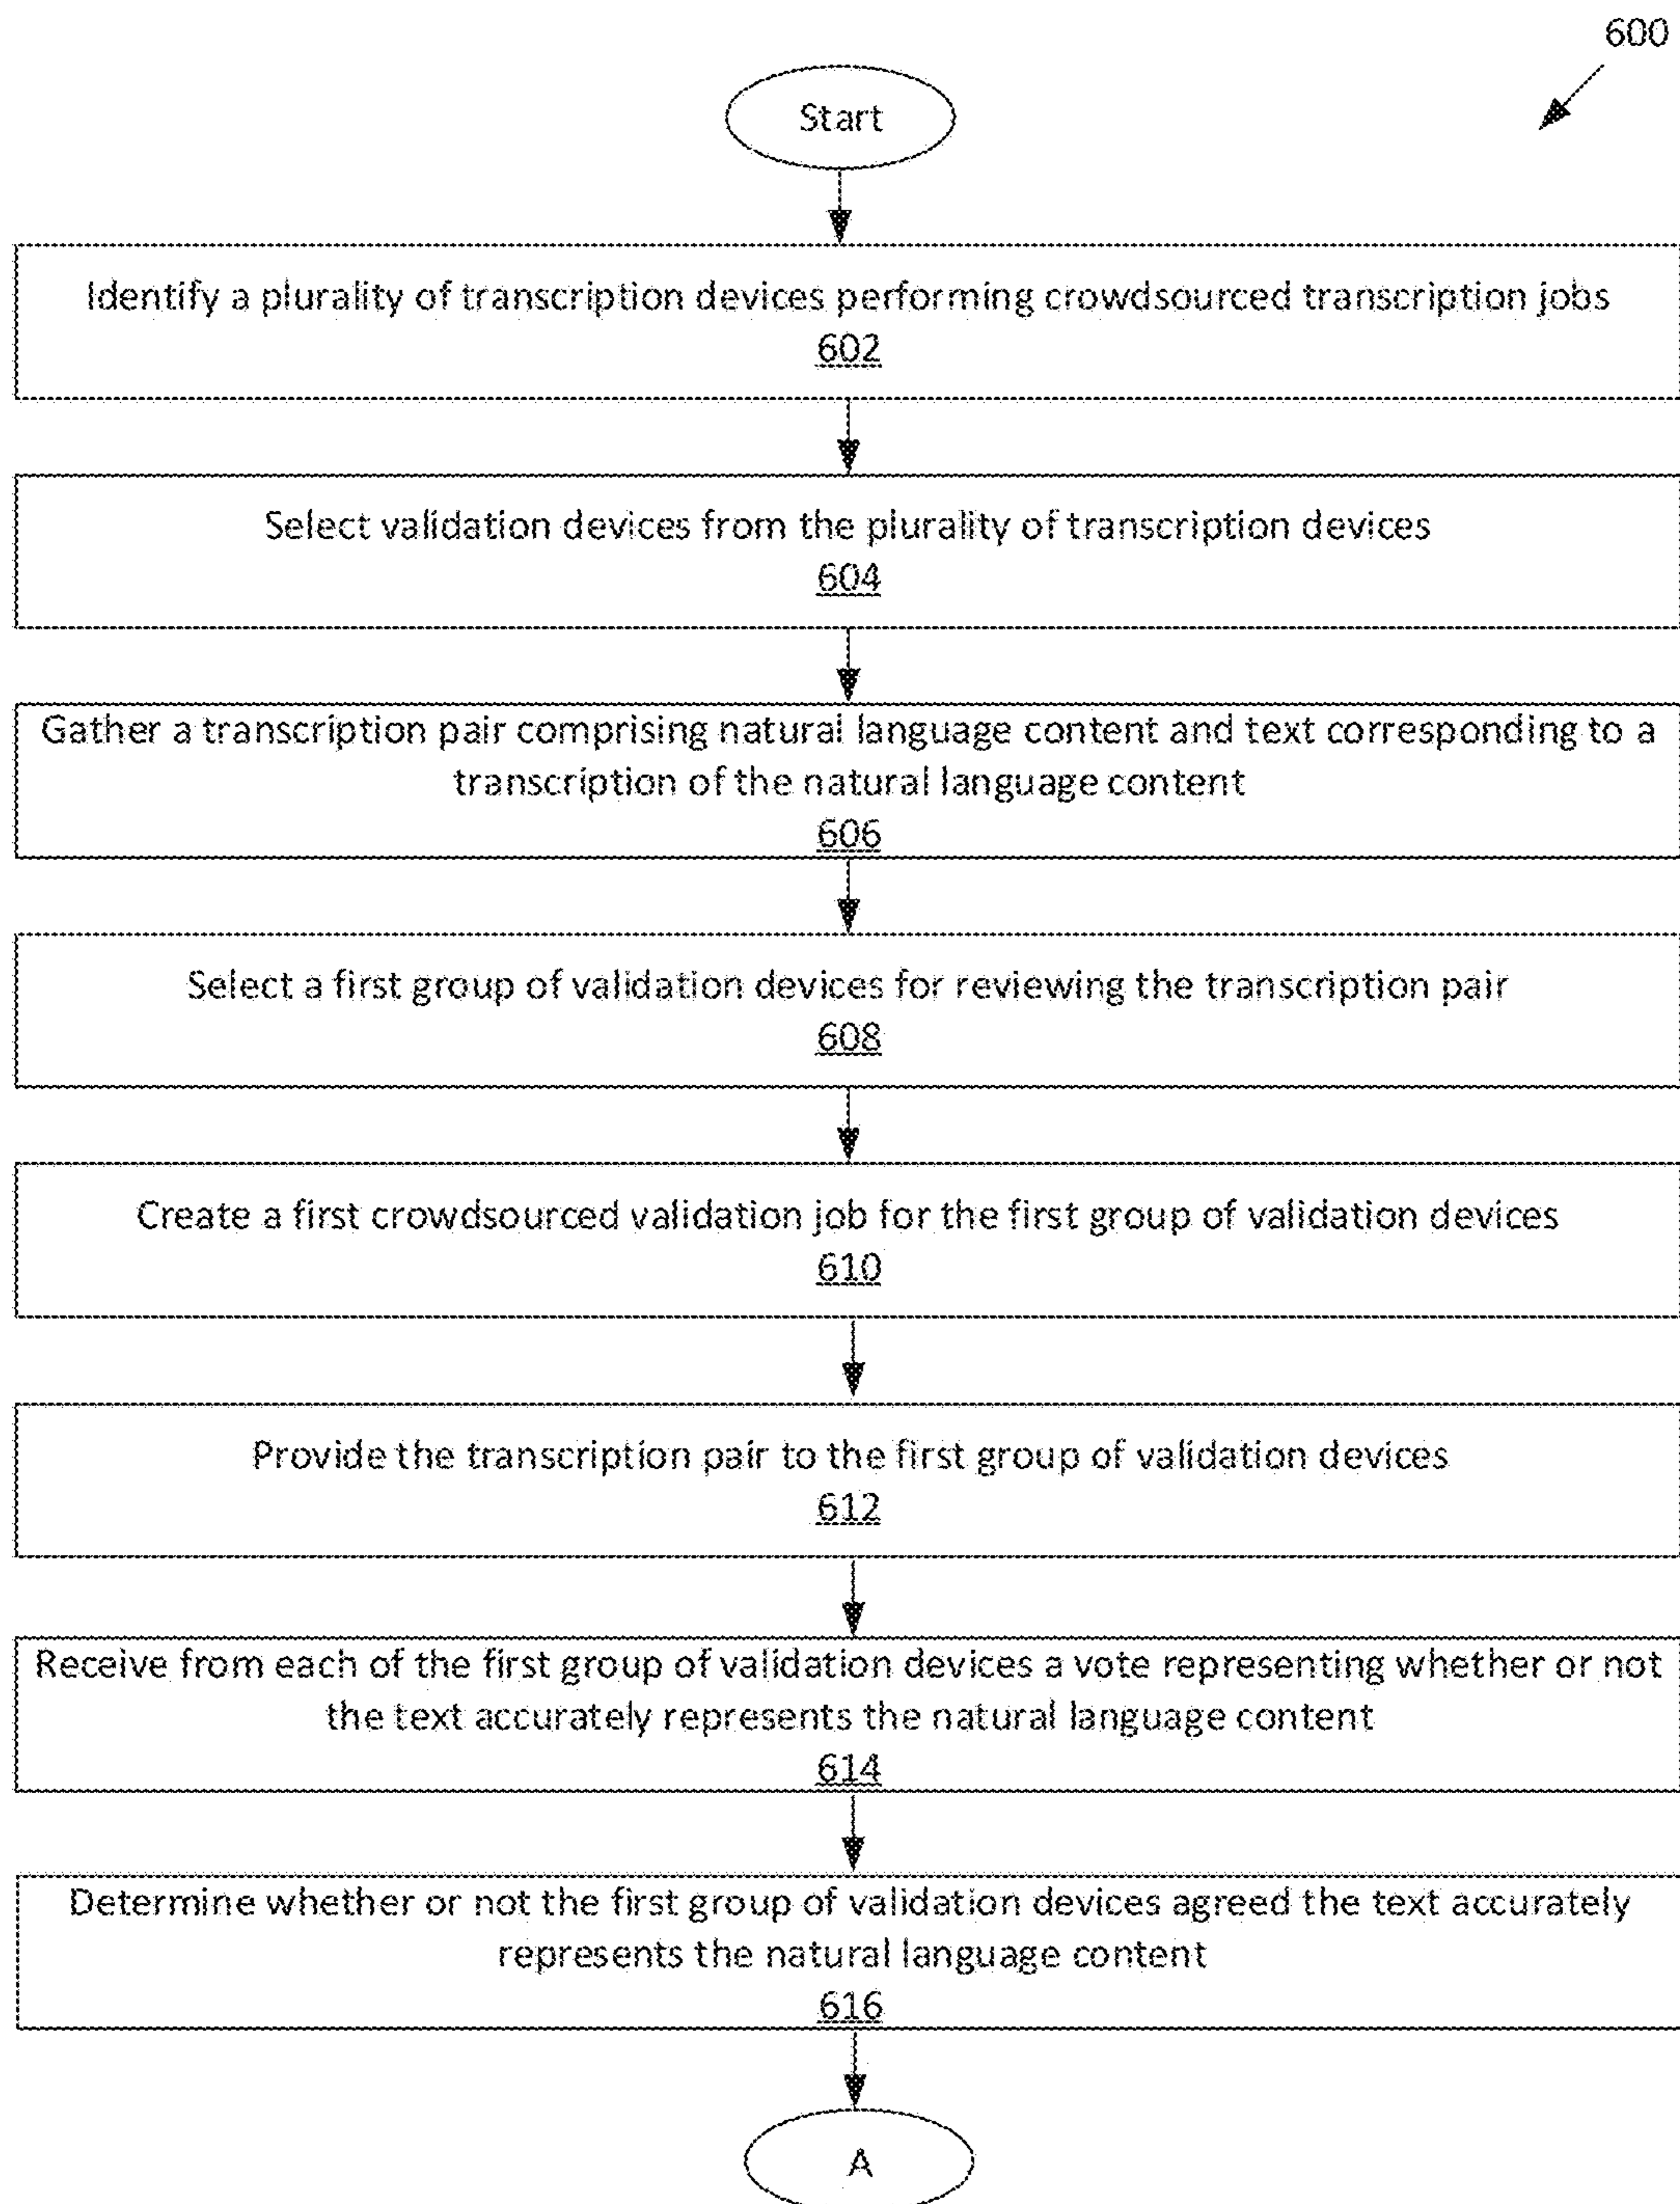 600
Start
Identify a plurality of transcription devices performing crowdsourced transcription jobs
602
Select validation devices from the plurality of transcription devices
604
Gather a transcription pair comprising natural language content and text corresponding to a
transcription of the natural language content
606
Select a first group of validation devices for reviewing the transcription pair
608
Create a first crowdsourced validation job for the first group of validation devices
610
Provide the transcription pair to the first group of validation devices
612
Receive from each of the first group of validation devices a vote representing whether or not
the text accurately represents the natural language content
614
Determine whether or not the first group of validation devices agreed the text accurately
represents the natural language content
616
A